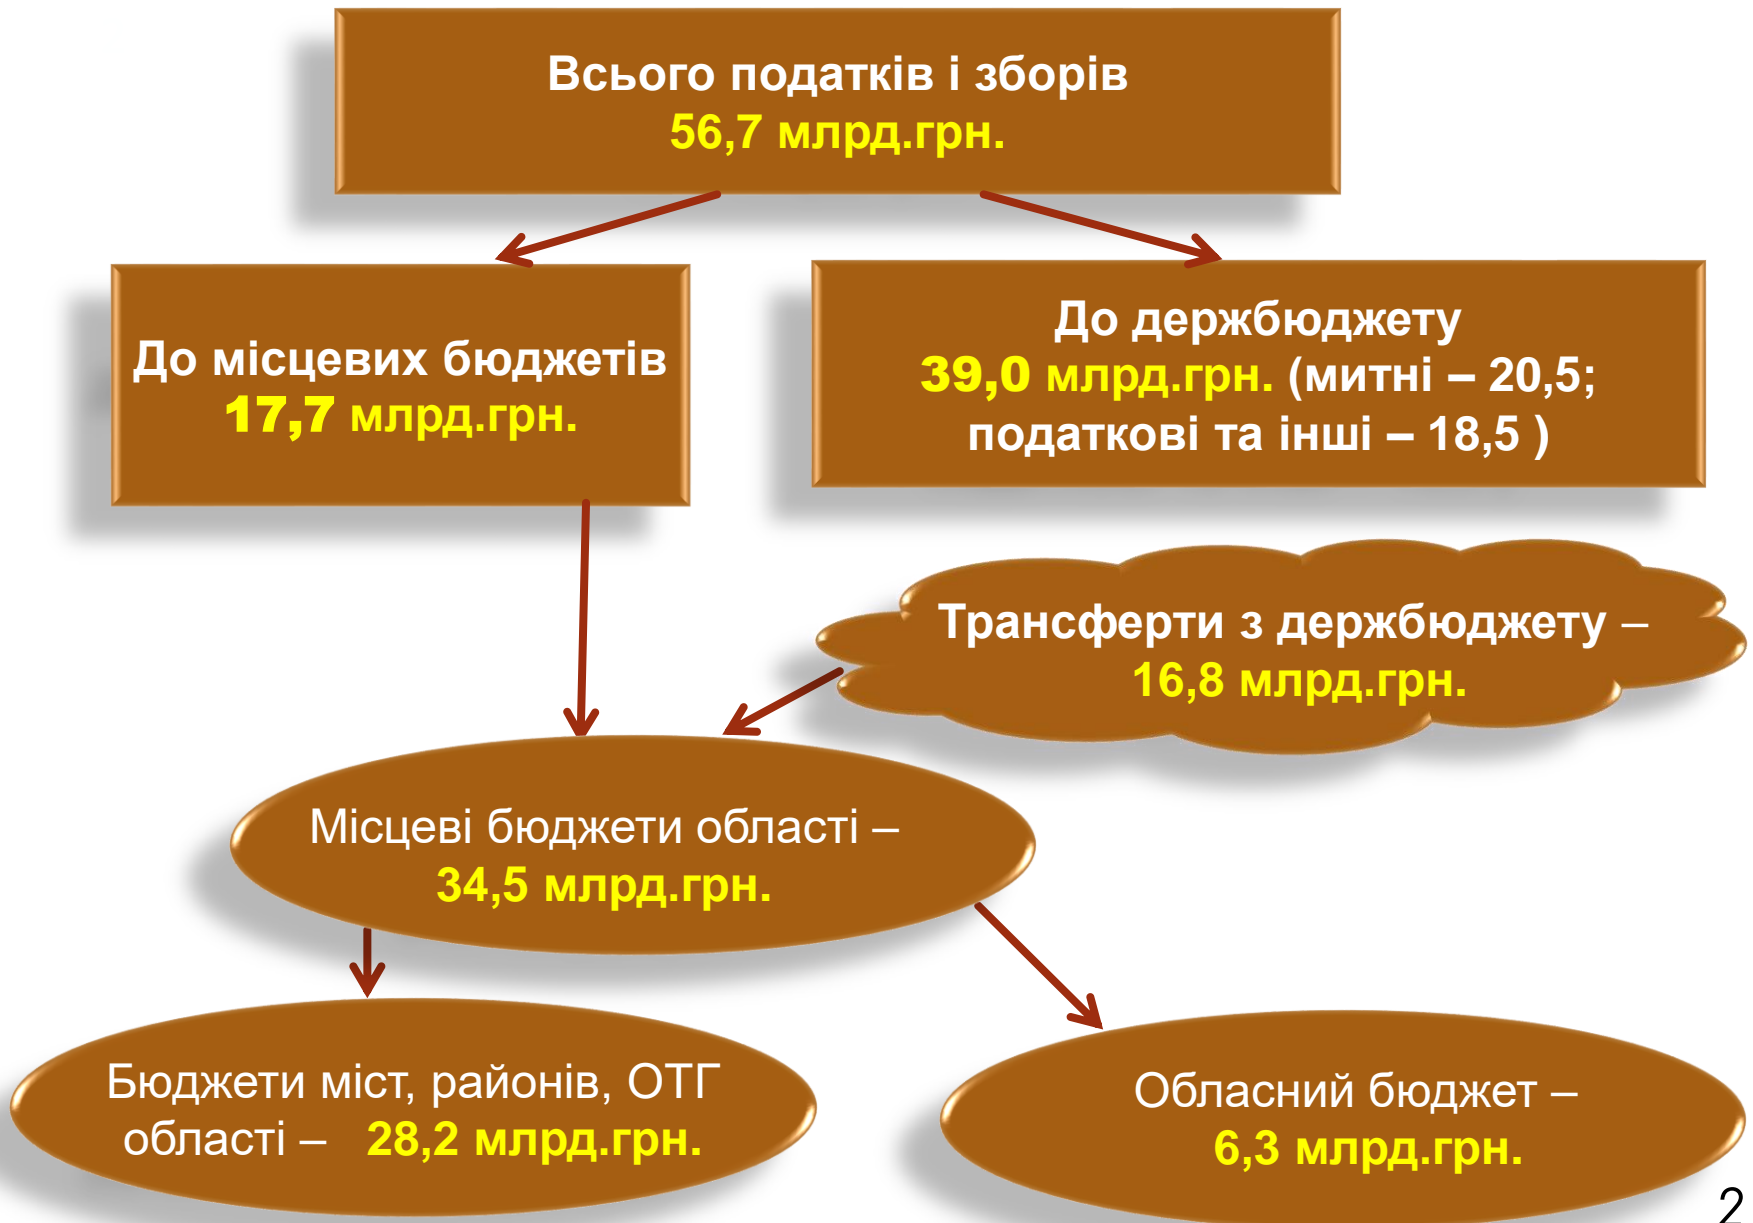 Всього податків і зборів
56,7 млрд.грн.
До місцевих бюджетів
17,7 млрд.грн.
До держбюджету
39,0 млрд.грн. (митні – 20,5;
податкові та інші – 18,5 )
Трансферти з держбюджету –
16,8 млрд.грн.
Місцеві бюджети області –
34,5 млрд.грн.
Бюджети міст, районів, ОТГ
області – 28,2 млрд.грн.
Обласний бюджет –
6,3 млрд.грн.
2